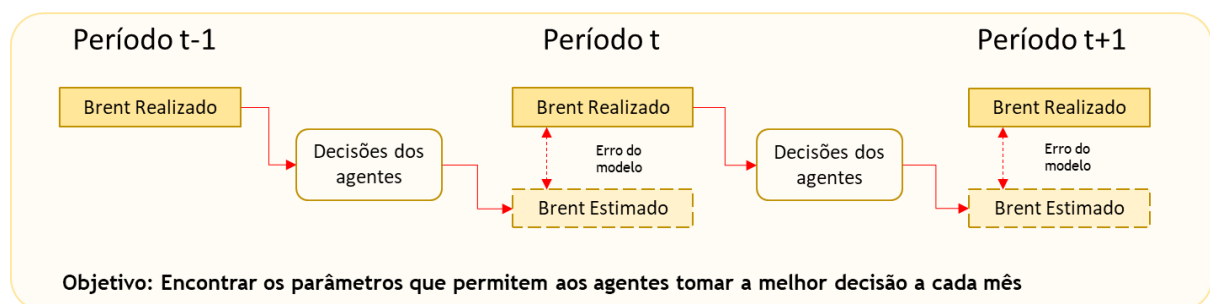 Período t-1
Período t
Período t+1
Brent Realizado
Brent Realizado
Brent Realizado
Decisões dos
agentes
Erro do
modelo
Decisões dos
agentes
Erro do
modelo
Brent Estimado
Brent Estimado
Objetivo: Encontrar os parâmetros que permitem aos agentes tomar a melhor decisão a cada mês